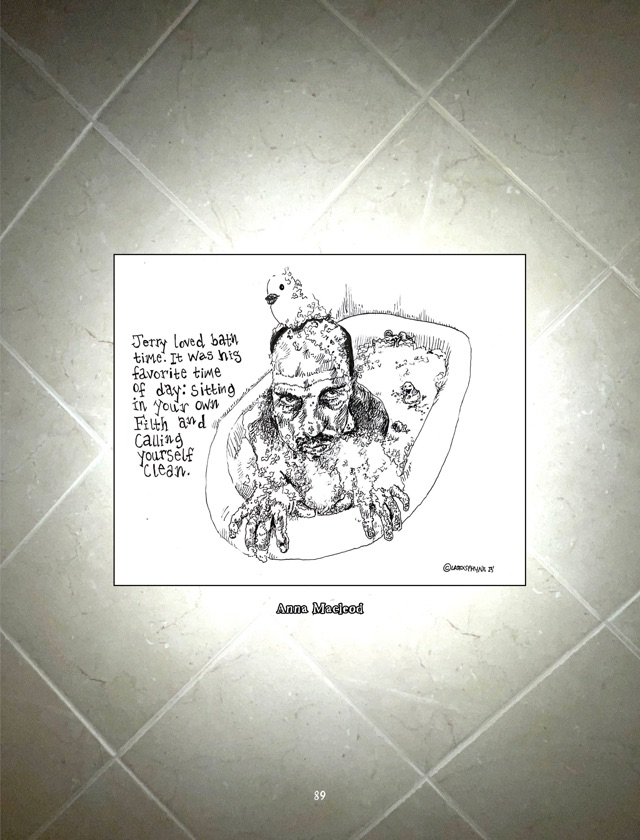 Jerry loved bath
time. It was his
favorite time
of day: Sitting
in your own
Filth and
Calling
yourself
Clean.
Anna Macleod
89